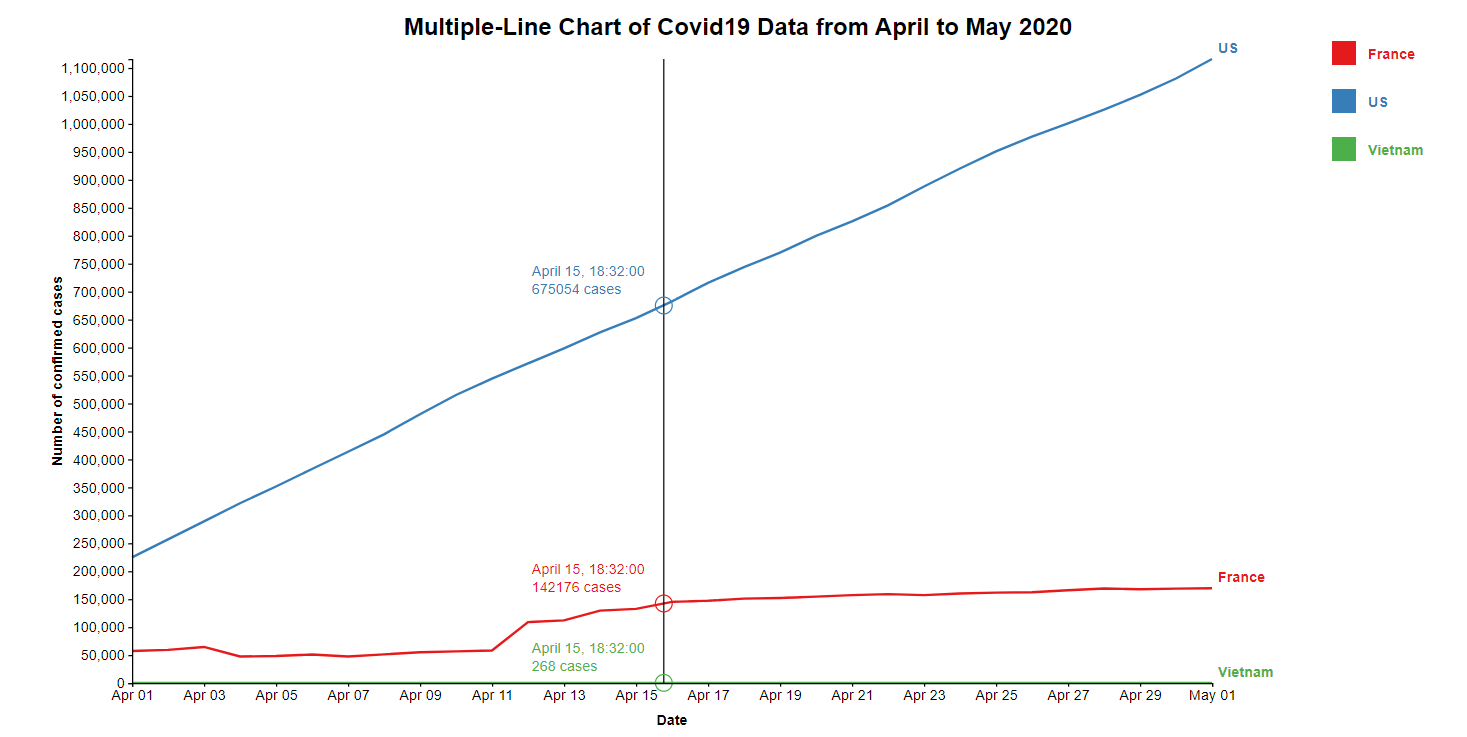 Multiple-Line Chart of Covid19 Data from April to May 2020
France
US
Vietnam
Number of confirmed cases
1,100,000
1,050,000
1,000,000
950,000
900,000
850,000
800,000
750,000
700,000
650,000
600,000
550,000
500,000
450,000
400,000
350,000
300,000
250,000
200,000
150,000
100,000
50,000
0
US
April 15, 18:32:00
675054 cases
April 15, 18:32:00
142176 cases
France
April 15, 18:32:00
268 cases
Vietnam
Apr 01 Apr 03 Apr 05 Apr 07 Apr 09 Apr 11 Apr 13 Apr 15 Apr 17 Apr 19 Apr 21 Apr 23 Apr 25 Apr 27 Apr 29 May 01
Date